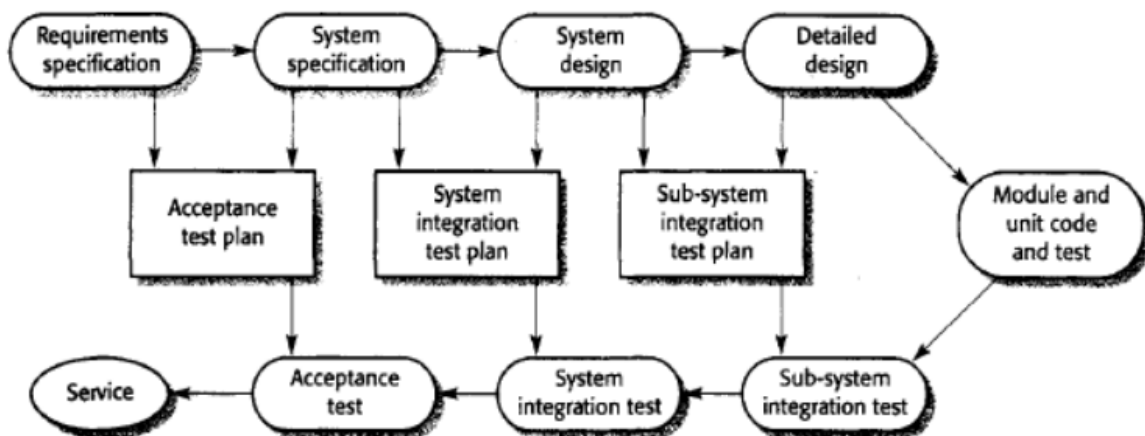 Requirements
specification
System
specification
System
design
Detailed
design
Acceptance
test plan
System
integration
test plan
Sub-system
integration
test plan
Module and
unit code
and test
Service
Acceptance
test
System
integration test
Sub-system
integration test